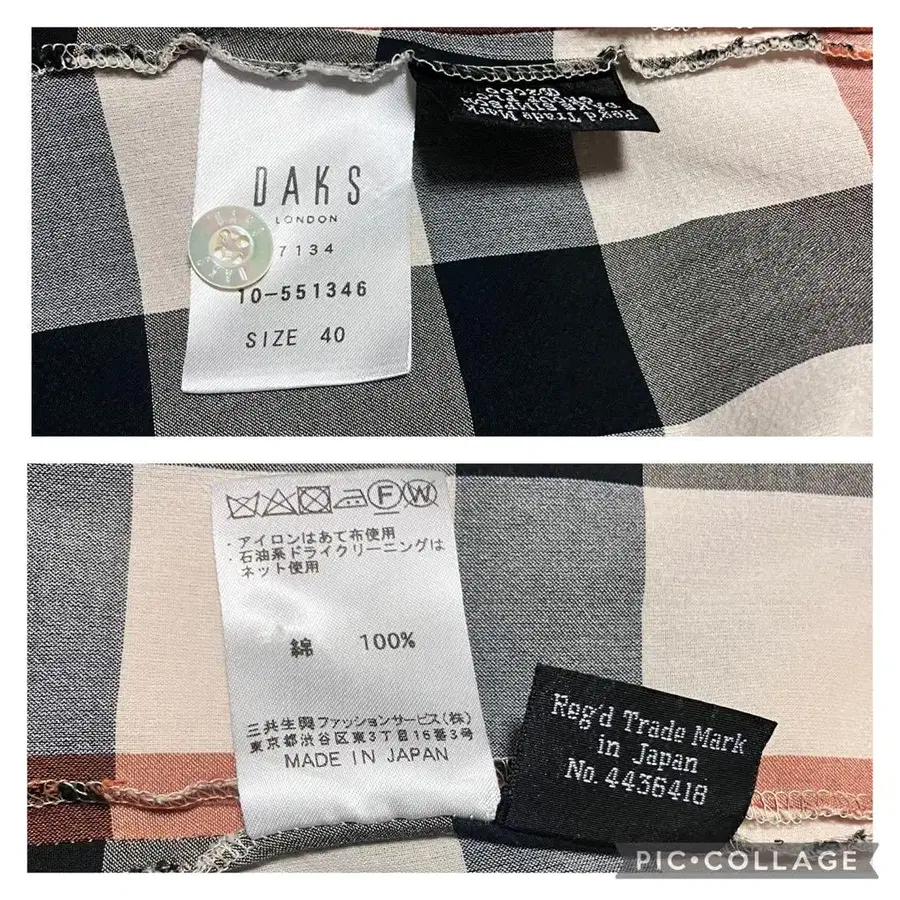 DAKS
LONDON
7134
10-551346
SIZE 40
DAKS
Reg'd Trade Mark
・アイロンはあて布使用
・石油系ドライクリーニングは
ネット使用
綿 100%
三共生興ファッションサービス(株)
東京都渋谷区東3丁目16番3号
MADE IN JAPAN
Reg'd Trade Mark
in Japan
No. 4436418
PIC•COLLAGE